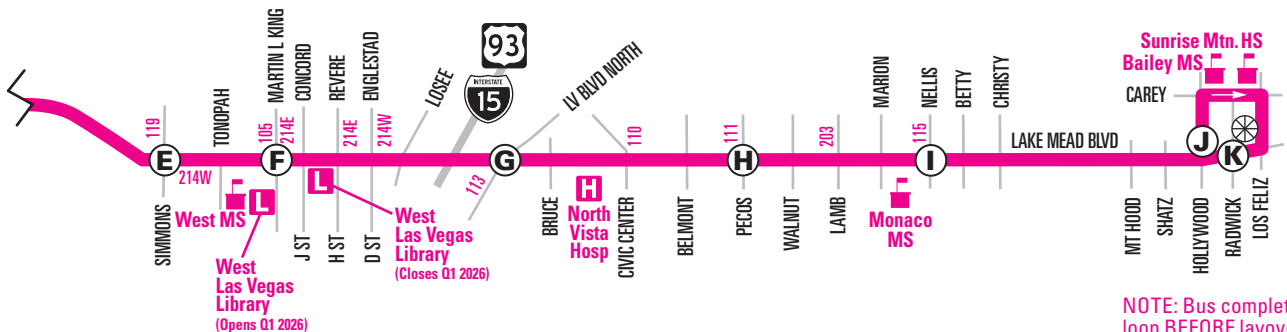 Sunrise Mtn. HS
Bailey MS
CAREY
93
INTERSTATE
15
119
TONOPAH
105
MARTIN L KING
214E
CONCORD
REVERE
214E
ENGLESTAD
214W
LOSEE
LV BLVD NORTH
110
111
203
MARION
115
NELLIS
BETTY
CHRISTY
LAKE MEAD BLVD
E
F
G
H
I
J
K
214W
West MS
L
L
113
H
SIMMONS
West
Las Vegas
Library
(Opens Q1 2026)
J ST
H ST
D ST
West
Las Vegas
Library
(Closes Q1 2026)
BRUCE
North
Vista
Hosp
CIVIC CENTER
BELMONT
PECOS
WALNUT
LAMB
Monaco
MS
MT HOOD
SHATZ
HOLLYWOOD
RADWICK
LOS FELIZ
NOTE: Bus complet
loop BEFORE